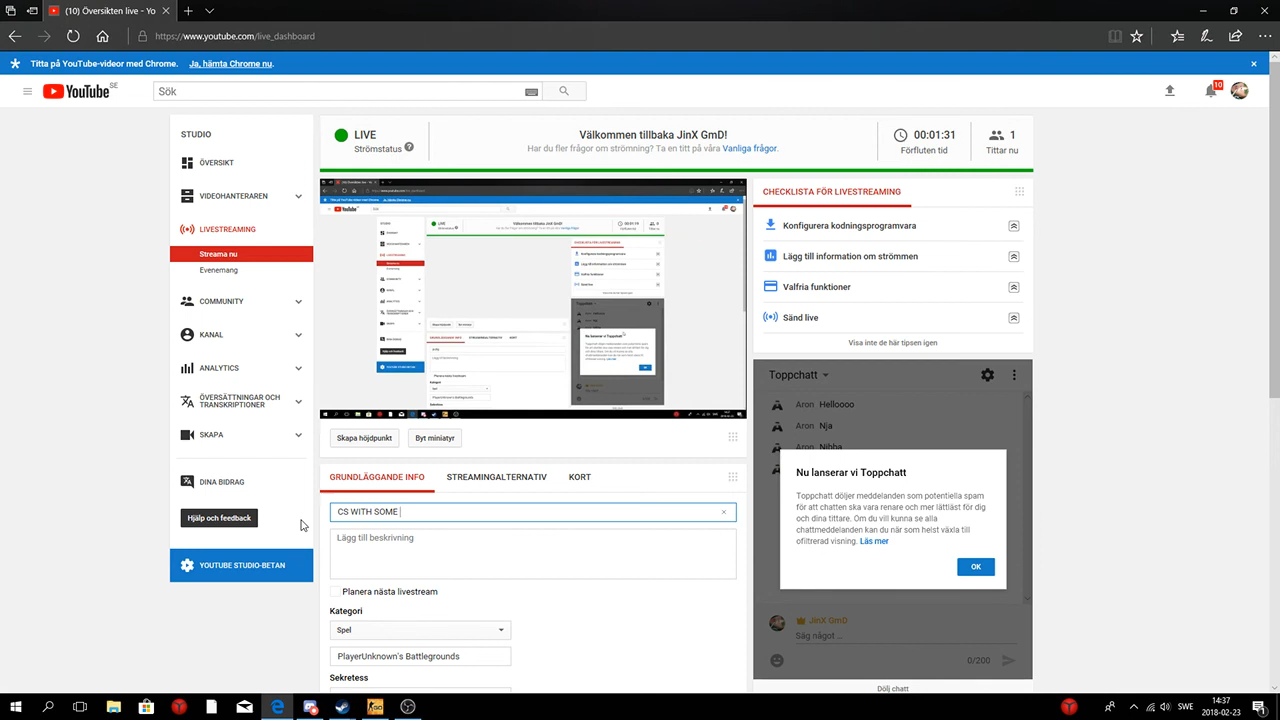 (10) Översikten live - Yo
https://www.youtube.com/live_dashboard
Titta på YouTube-videor med Chrome. Ja, hämta Chrome nu.
YouTube SE
Sök
10
STUDIO
ÖVERSIKT
VIDEOHANTERAREN
LIVESTREAMING
Streama nu
Evenemang
COMMUNITY
KANAL
ANALYTICS
ÖVERSÄTTNINGAR OCH
TRANSKRIPTIONER
SKAPA
DINA BIDRAG
Hjälp och feedback
YOUTUBE STUDIO-BETAN
LIVE
Strömstatus
Välkommen tillbaka JinX GmD!
Har du fler frågor om strömning? Ta en titt på våra Vanliga frågor.
00:01:31
Förfluten tid
1
Tittar nu
Skapa höjdpunkt
Byt miniatyr
GRUNDLÄGGANDE INFO
STREAMINGALTERNATIV
KORT
CS WITH SOME
Lägg till beskrivning
Planera nästa livestream
Kategori
Spel
PlayerUnknown's Battlegrounds
Sekretess
CHECKLISTA FÖR LIVESTREAMING
Konfigurera kodningsprogramvara
Lägg till information om strömmen
Valfria funktioner
Sänd live
Visa inte de här tipsen igen
Toppchatt
Aron Helloooo
Aron Nja
Aron Nibba
Nu lanserar vi Toppchatt
Toppchatt döljer meddelanden som potentiella spam
för att chatten ska vara renare och mer lättläst för dig
och dina tittare. Om du vill kunna se alla
chattmeddelanden kan du när som helst växla till
ofiltrerad visning. Läs mer
OK
JinX GmD
Säg något ...
0/200
Dölj chatt
SWE
14:37
2018-02-23